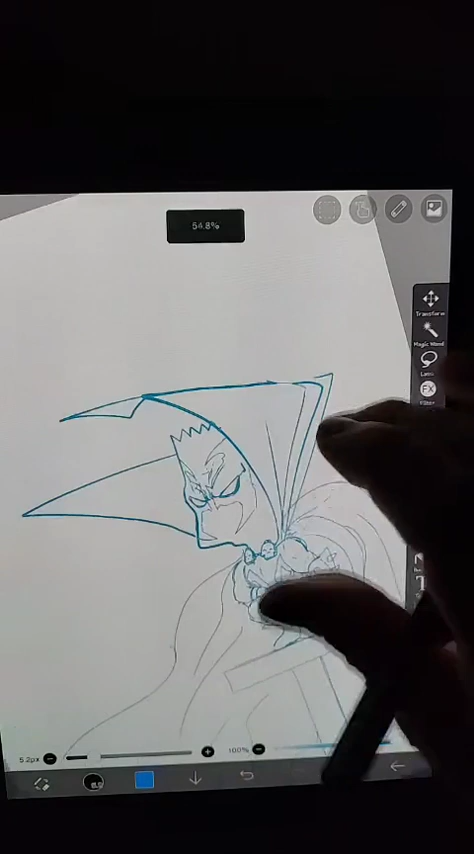 54.8%
Transform
Magic Wand
Lasso
FX
Filter
5.2px
100%